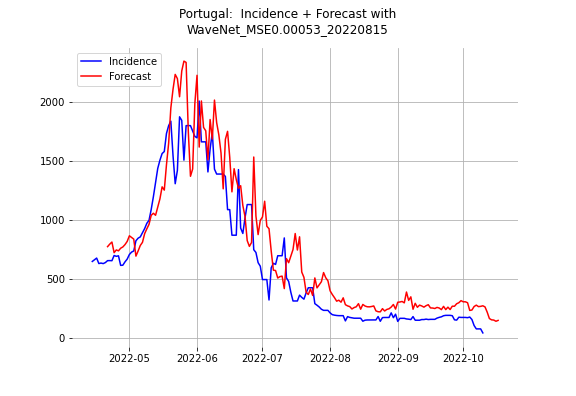 Portugal:  Incidence + Forecast with
WaveNet_MSE0.00053_20220815
Incidence
Forecast
2000
1500
1000
500
0
2022-05 2022-06 2022-07 2022-08 2022-09 2022-10